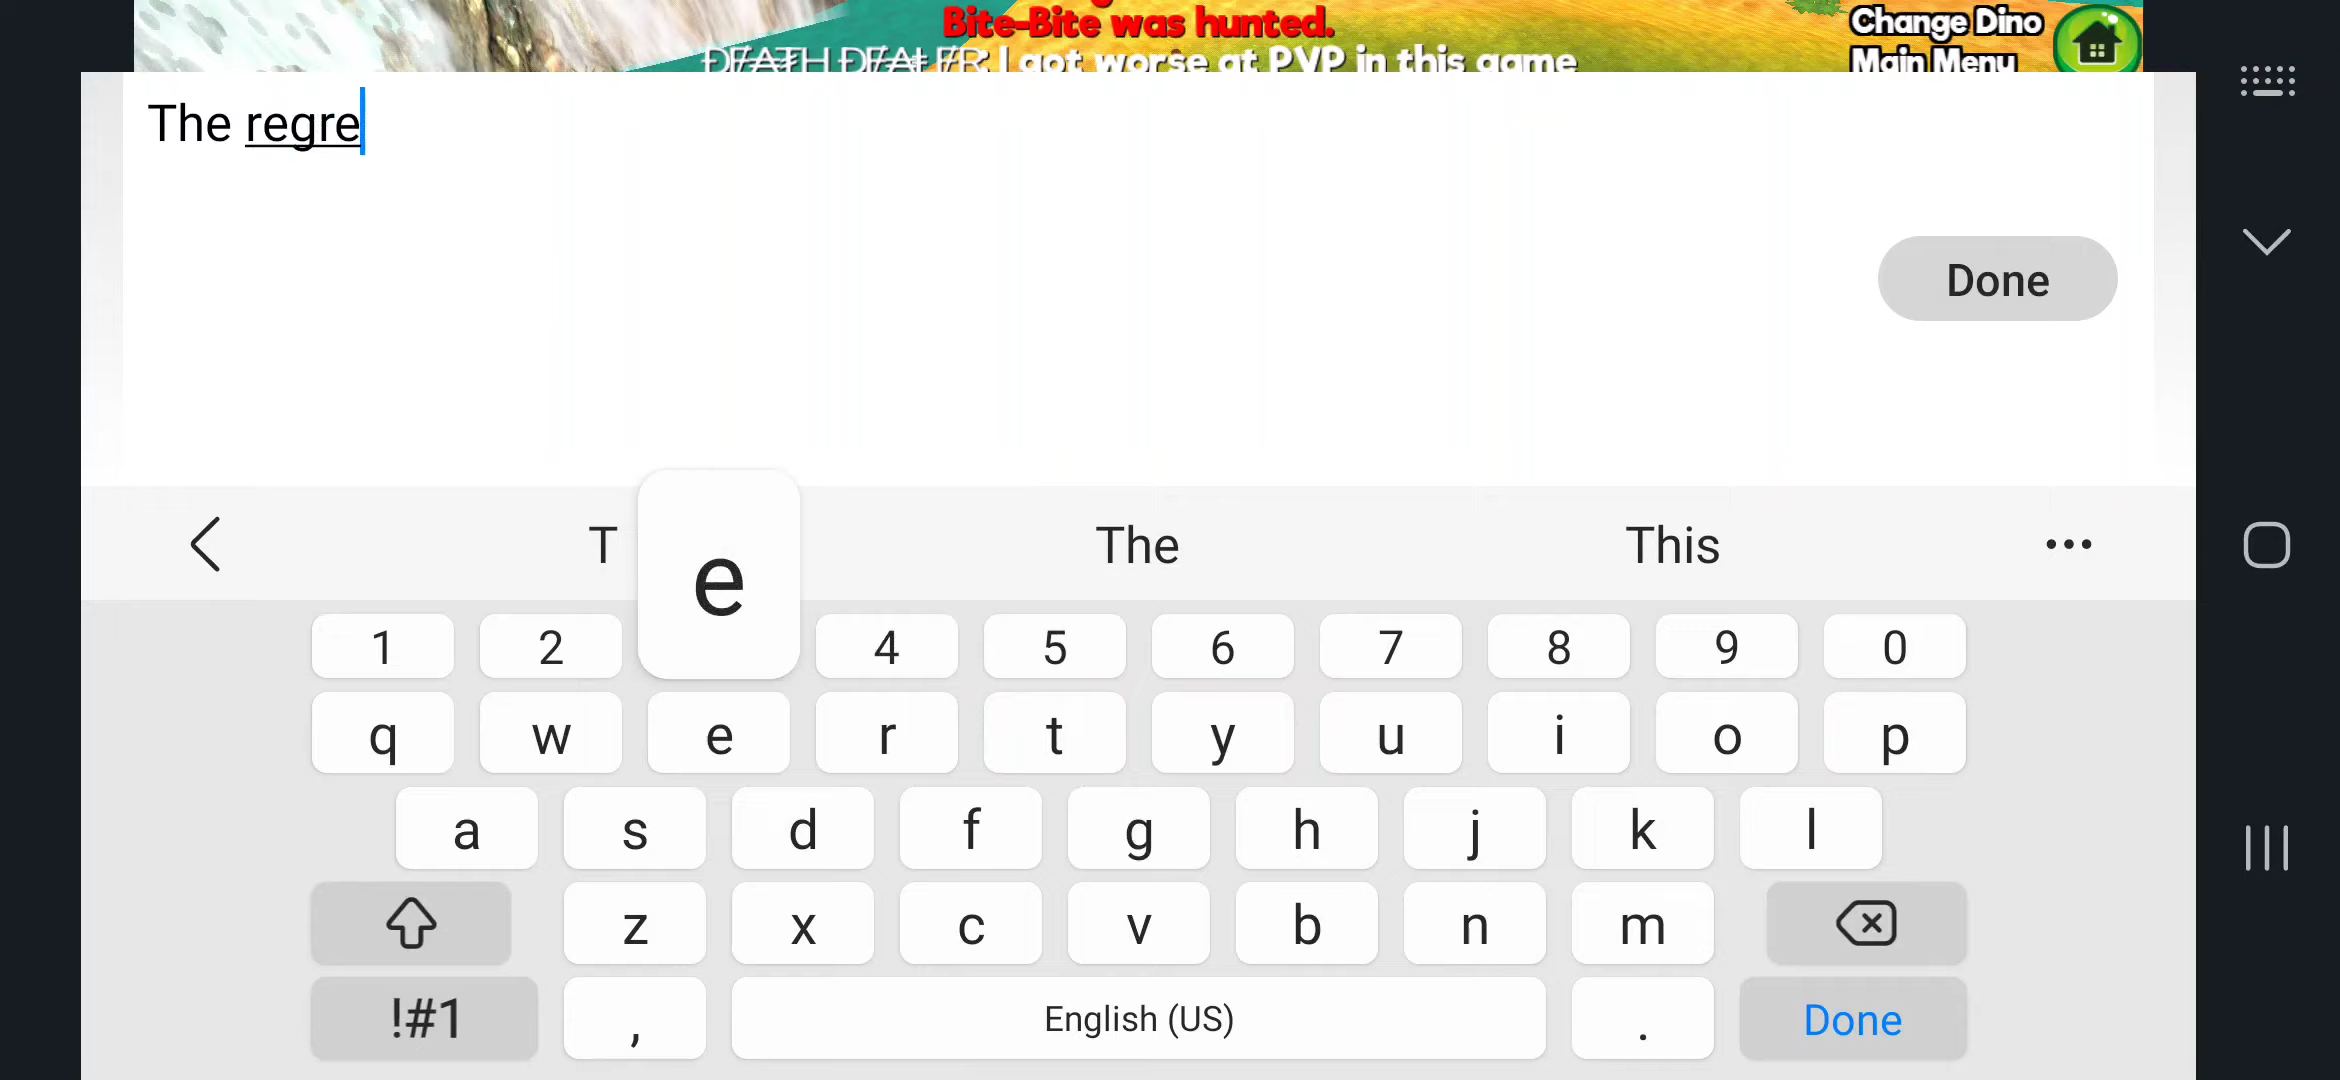 Bite-Bite was hunted.
DEATH DEALER: I got worse at PVP in this game
Change Dino
Main Menu
The regre
Done
T
e
The
This
1 2 4 5 6 7 8 9 0
q w e r t y u i o p
a s d f g h j k l
z x c v b n m
!#1 , English (US) . Done